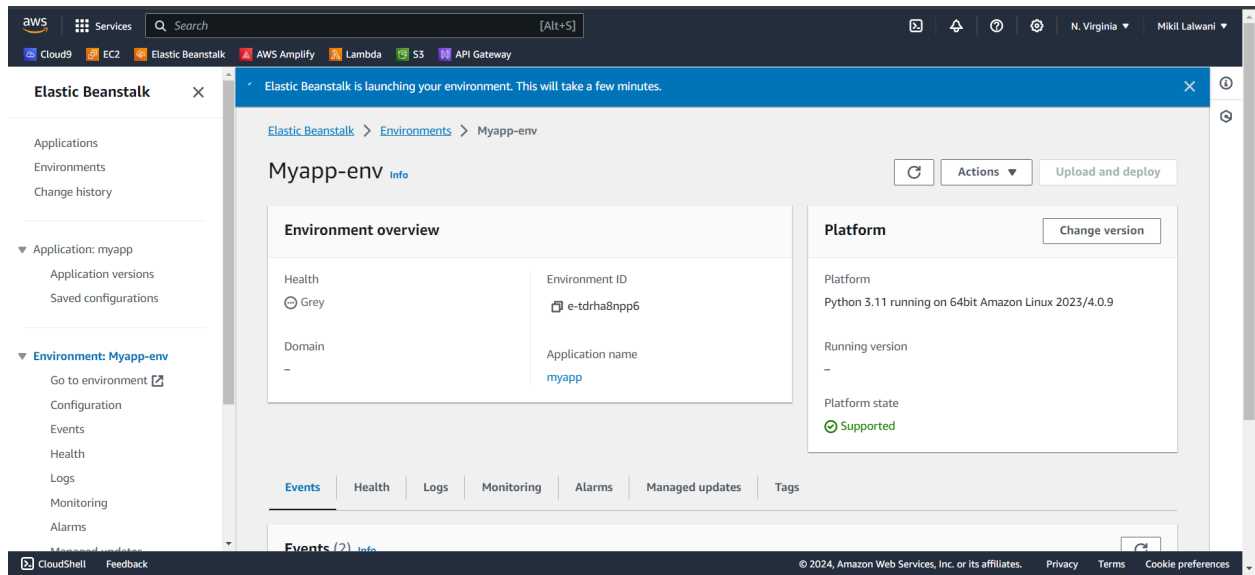 aws Services Search [Alt+S] N. Virginia ▼ Mikil Lalwani ▼
Cloud9 EC2 Elastic Beanstalk AWS Amplify Lambda S3 API Gateway
Elastic Beanstalk
Elastic Beanstalk is launching your environment. This will take a few minutes.
Applications
Environments
Change history
Application: myapp
Application versions
Saved configurations
Environment: Myapp-env
Go to environment
Configuration
Events
Health
Logs
Monitoring
Alarms
Managed updates
Elastic Beanstalk > Environments > Myapp-env
Myapp-env Info
Actions ▼ Upload and deploy
Environment overview
Health
Grey
Domain
–
Environment ID
e-tdrha8npp6
Application name
myapp
Platform
Change version
Platform
Python 3.11 running on 64bit Amazon Linux 2023/4.0.9
Running version
–
Platform state
Supported
Events Health Logs Monitoring Alarms Managed updates Tags
Events (2) Info
CloudShell Feedback © 2024, Amazon Web Services, Inc. or its affiliates. Privacy Terms Cookie preferences